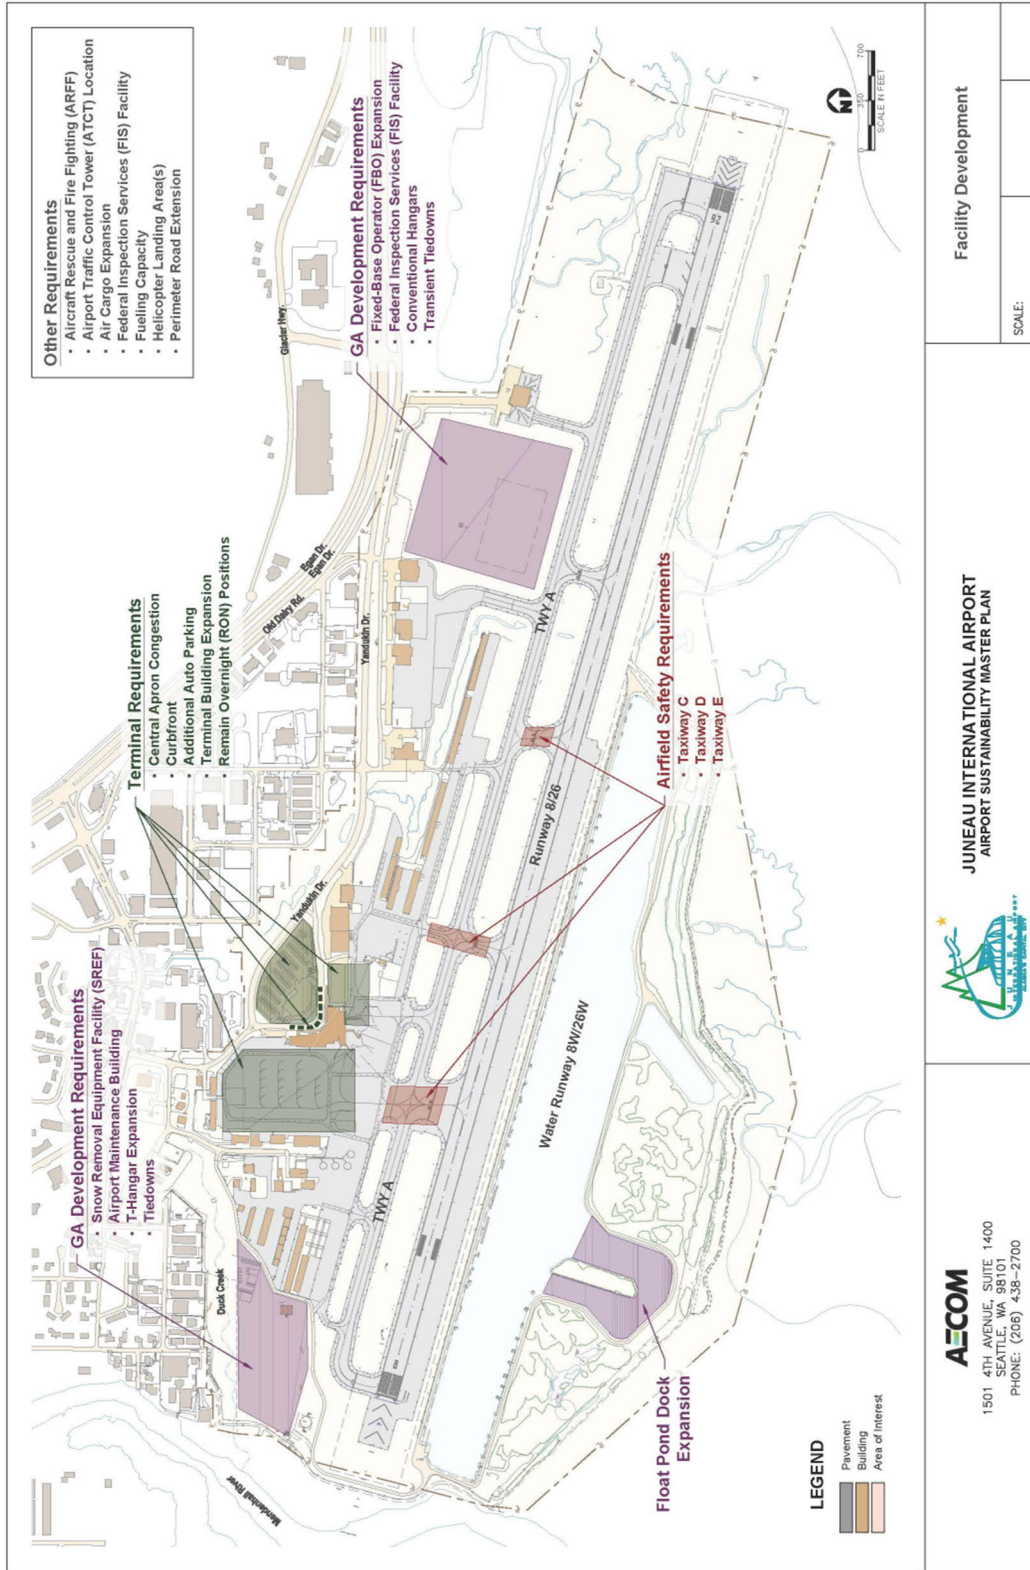 Other Requirements
• Aircraft Rescue and Fire Fighting (ARFF)
• Airport Traffic Control Tower (ATCT) Location
• Air Cargo Expansion
• Federal Inspection Services (FIS) Facility
• Fueling Capacity
• Helicopter Landing Area(s)
• Perimeter Road Extension
GA Development Requirements
• Fixed-Base Operator (FBO) Expansion
• Federal Inspection Services (FIS) Facility
• Conventional Hangars
• Transient Tiedowns
Terminal Requirements
• Central Apron Congestion
• Curbfront
• Additional Auto Parking
• Terminal Building Expansion
• Remain Overnight (RON) Positions
GA Development Requirements
• Snow Removal Equipment Facility (SREF)
• Airport Maintenance Building
• T-Hangar Expansion
• Tiedowns
Airfield Safety Requirements
• Taxiway C
• Taxiway D
• Taxiway E
Float Pond Dock
Expansion
Glacier Hwy.
Egan Dr.
Egan Dr.
Old Dairy Rd.
Yandukin Dr.
Yandukin Dr.
Duck Creek
Mendenhall River
TWY A
TWY A
Runway 8/26
Water Runway 8W/26W
N
0 350 700
SCALE IN FEET
LEGEND
Pavement
Building
Area of Interest
AECOM
1501 4TH AVENUE, SUITE 1400
SEATTLE, WA 98101
PHONE: (206) 438-2700
JUNEAU
JUNEAU INTERNATIONAL AIRPORT
AIRPORT SUSTAINABILITY MASTER PLAN
Facility Development
SCALE: